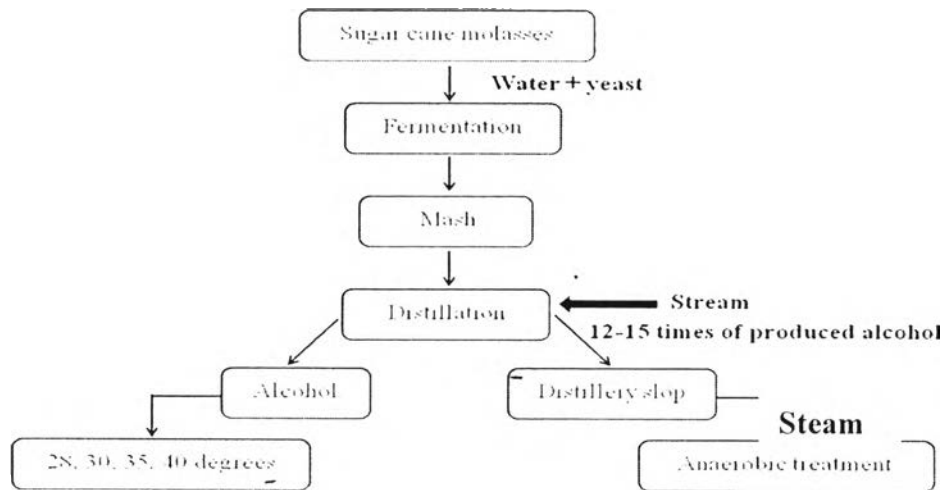 Sugar cane molasses
Water + yeast
Fermentation
Mash
Distillation
Stream
12-15 times of produced alcohol
Alcohol
Distillery slop
Steam
28, 30, 35, 40 degrees
Anaerobic treatment